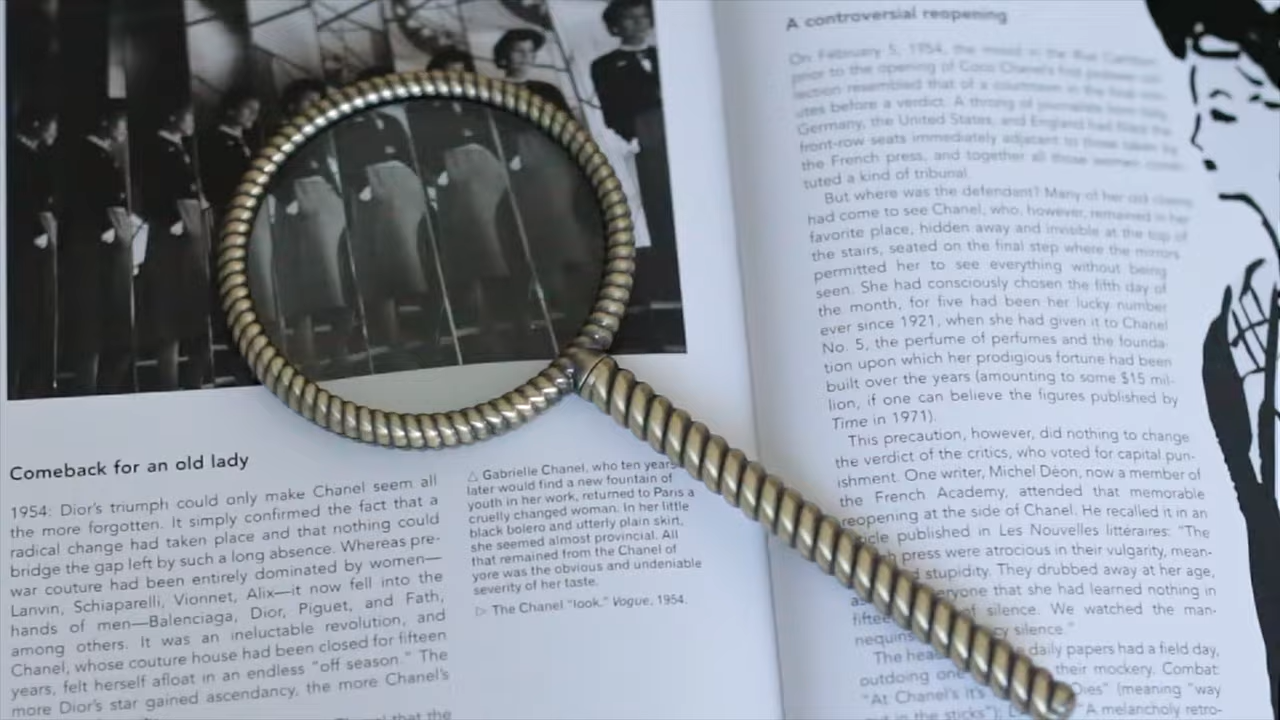 Comeback for an old lady
1954: Dior's triumph could only make Chanel seem all
the more forgotten. It simply confirmed the fact that a
radical change had taken place and that nothing could
bridge the gap left by such a long absence. Whereas pre-
war couture had been entirely dominated by women—
Lanvin, Schiaparelli, Vionnet, Alix—it now fell into the
hands of men—Balenciaga, Dior, Piguet, and Fath,
among others. It was an ineluctable revolution, and
Chanel, whose couture house had been closed for fifteen
years, felt herself afloat in an endless "off season." The
more Dior's star gained ascendancy, the more Chanel's
that the
△ Gabrielle Chanel, who ten years
later would find a new fountain of
youth in her work, returned to Paris a
cruelly changed woman. In her little
black bolero and utterly plain skirt,
she seemed almost provincial. All
that remained from the Chanel of
yore was the obvious and undeniable
severity of her taste.
▷ The Chanel "look." Vogue, 1954.
A controversial reopening
On February 5, 1954, the mood in the Rue Cambon
prior to the opening of Coco Chanel's first
resembled that of a courtroom in the final
utes before a verdict. A throng of journalists from
Germany, the United States, and England had filled the
front-row seats immediately adjacent to those taken by
the French press, and together all those women
tuted a kind of tribunal.
But where was the defendant? Many of her old
had come to see Chanel, who, however, remained in her
favorite place, hidden away and invisible at the top of
the stairs, seated on the final step where the mirrors
permitted her to see everything without being
seen. She had consciously chosen the fifth day of
the month, for five had been her lucky number
ever since 1921, when she had given it to Chanel
No. 5, the perfume of perfumes and the founda-
tion upon which her prodigious fortune had been
built over the years (amounting to some $15 mil-
lion, if one can believe the figures published by
Time in 1971).
This precaution, however, did nothing to change
the verdict of the critics, who voted for capital pun-
ishment. One writer, Michel Déon, now a member of
the French Academy, attended that memorable
reopening at the side of Chanel. He recalled it in an
published in Les Nouvelles littéraires: "The
press were atrocious in their vulgarity, mean-
stupidity. They drubbed away at her age,
that she had learned nothing in
of silence. We watched the man-
nequins silence."
The daily papers had a field day,
outdoing one their mockery. Combat:
"At Chanel's it's (meaning "way
out in the sticks"); "A melancholy retro-